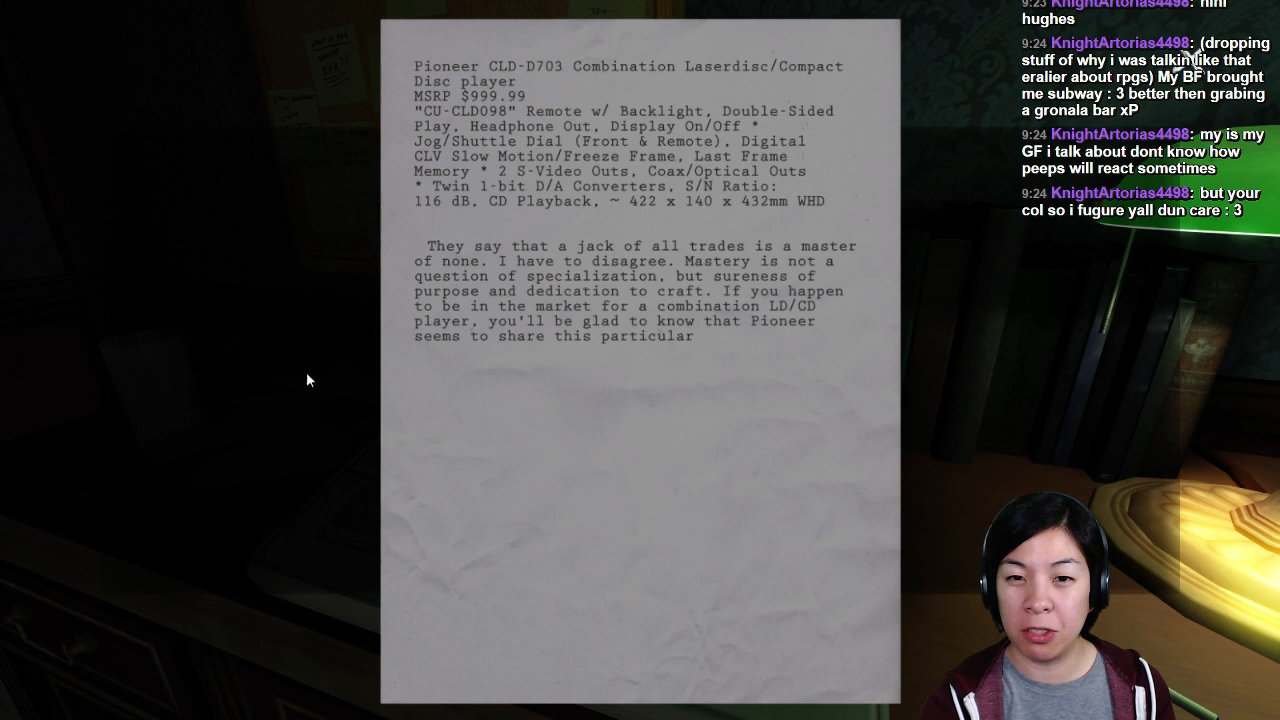 Pioneer CLD-D703 Combination Laserdisc/Compact
Disc player
MSRP $999.99
"CU-CLD098" Remote w/ Backlight, Double-Sided
Play, Headphone Out, Display On/Off *
Jog/Shuttle Dial (Front & Remote), Digital
CLV Slow Motion/Freeze Frame, Last Frame
Memory * 2 S-Video Outs, Coax/Optical Outs
* Twin 1-bit D/A Converters, S/N Ratio:
116 dB, CD Playback, ~ 422 x 140 x 432mm WHD
They say that a jack of all trades is a master
of none. I have to disagree. Mastery is not a
question of specialization, but sureness of
purpose and dedication to craft. If you happen
to be in the market for a combination LD/CD
player, you'll be glad to know that Pioneer
seems to share this particular
9:23 KnightArtorias4498: hihi
hughes
9:24 KnightArtorias4498: (dropping
stuff of why i was talkin like that
eralier about rpgs) My BF brought
me subway : 3 better then grabing
a gronala bar xP
9:24 KnightArtorias4498: my is my
GF i talk about dont know how
peeps will react sometimes
9:24 KnightArtorias4498: but your
col so i fugure yall dun care : 3